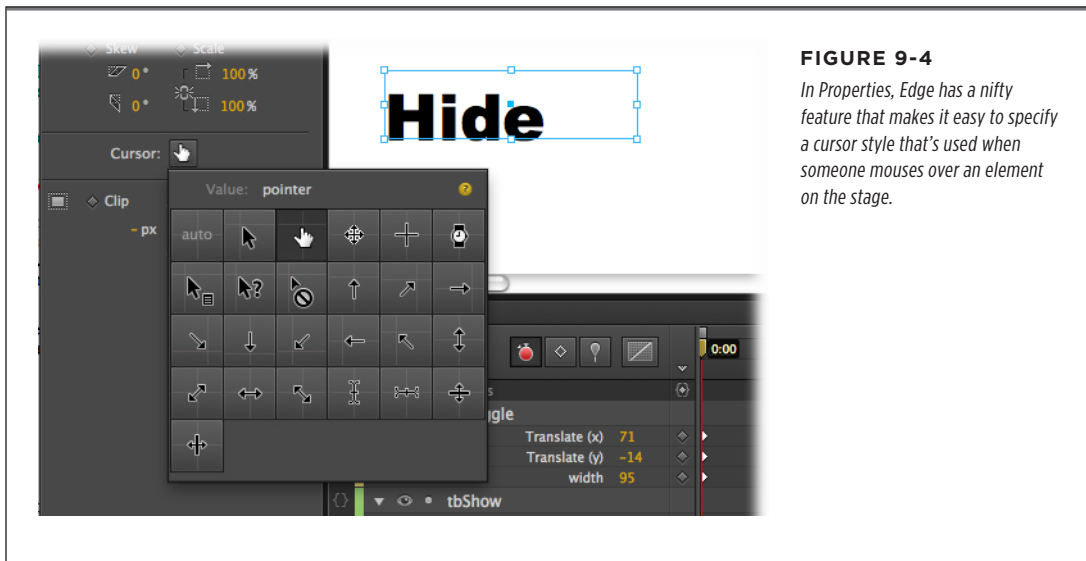 Skew Scale
0° 100%
0° 100%
Cursor:
Clip
- px
Value: pointer
?
auto
?
Hide
0:00
s
ggle
Translate (x) 71
Translate (y) -14
width 95
{} tbShow
FIGURE 9-4
In Properties, Edge has a nifty
feature that makes it easy to specify
a cursor style that's used when
someone mouses over an element
on the stage.